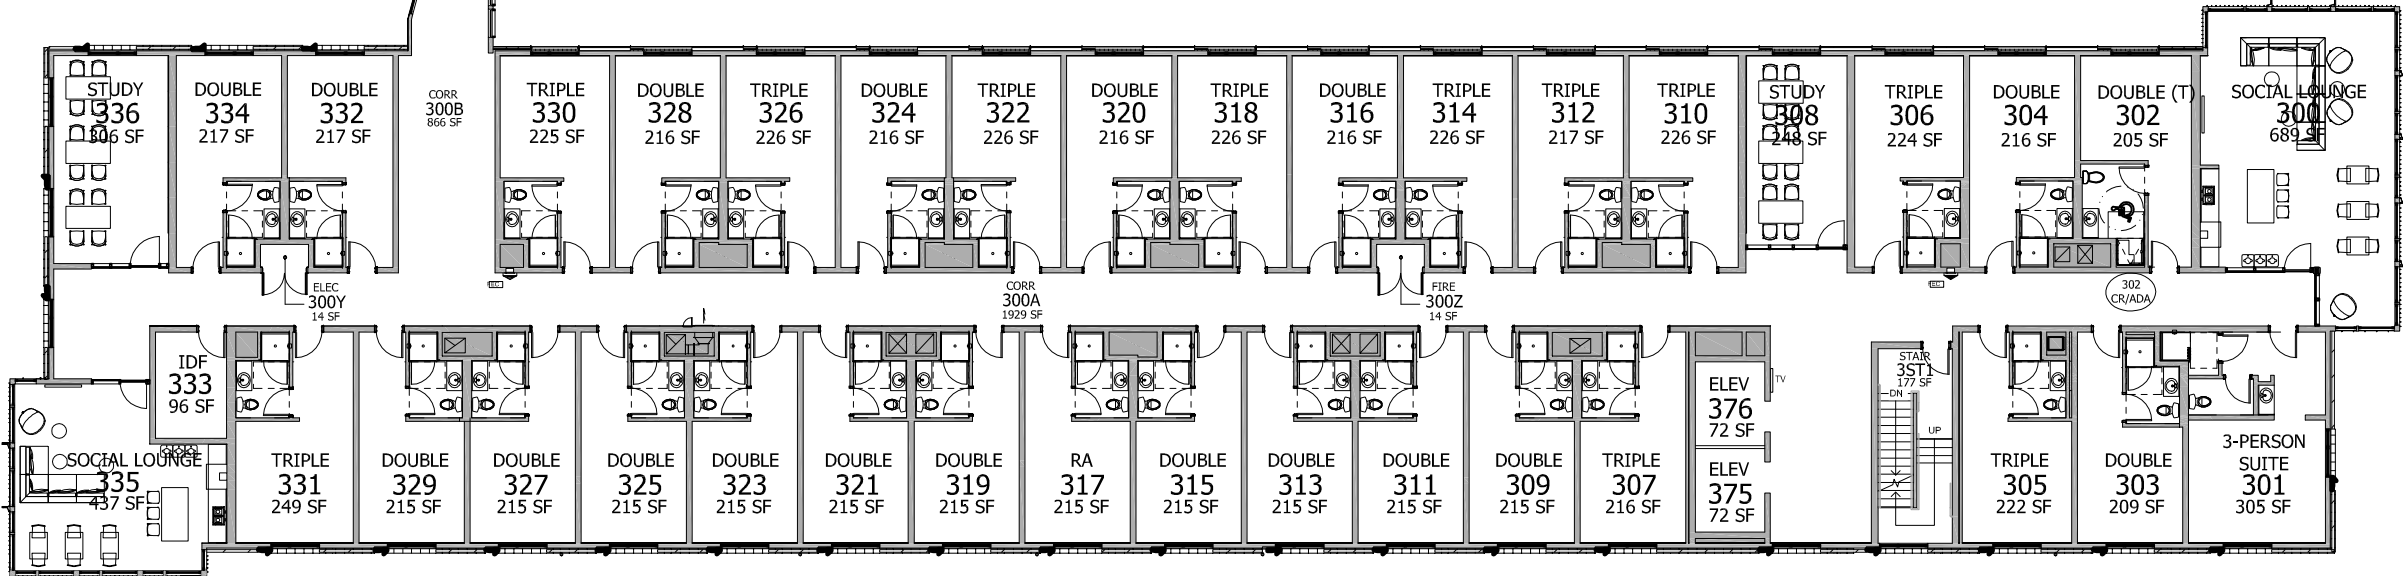 STUDY
336
306 SF
DOUBLE
334
217 SF
DOUBLE
332
217 SF
CORR
300B
866 SF
TRIPLE
330
225 SF
DOUBLE
328
216 SF
TRIPLE
326
226 SF
DOUBLE
324
216 SF
TRIPLE
322
226 SF
DOUBLE
320
216 SF
TRIPLE
318
226 SF
DOUBLE
316
216 SF
TRIPLE
314
226 SF
TRIPLE
312
217 SF
TRIPLE
310
226 SF
STUDY
308
248 SF
TRIPLE
306
224 SF
DOUBLE
304
216 SF
DOUBLE (T)
302
205 SF
SOCIAL LOUNGE
300
689 SF
ELEC
300Y
14 SF
CORR
300A
1929 SF
FIRE
300Z
14 SF
302
CR/ADA
IDF
333
96 SF
SOCIAL LOUNGE
335
437 SF
TRIPLE
331
249 SF
DOUBLE
329
215 SF
DOUBLE
327
215 SF
DOUBLE
325
215 SF
DOUBLE
323
215 SF
DOUBLE
321
215 SF
DOUBLE
319
215 SF
RA
317
215 SF
DOUBLE
315
215 SF
DOUBLE
313
215 SF
DOUBLE
311
215 SF
DOUBLE
309
215 SF
TRIPLE
307
216 SF
ELEV
376
72 SF
TV
ELEV
375
72 SF
STAIR
3ST1
177 SF
DN
UP
TRIPLE
305
222 SF
DOUBLE
303
209 SF
3-PERSON
SUITE
301
305 SF